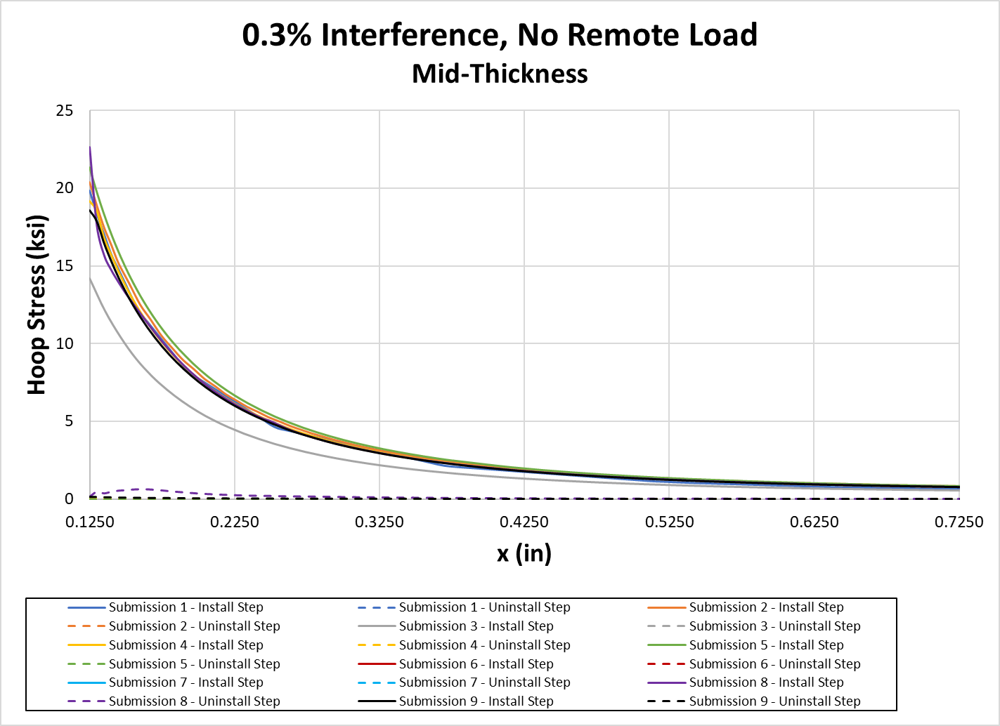 0.3% Interference, No Remote Load
Mid-Thickness
Hoop Stress (ksi)
25
20
15
10
5
0
0.1250 0.2250 0.3250 0.4250 0.5250 0.6250 0.7250
x (in)
Submission 1 - Install Step Submission 1 - Uninstall Step Submission 2 - Install Step
Submission 2 - Uninstall Step Submission 3 - Install Step Submission 3 - Uninstall Step
Submission 4 - Install Step Submission 4 - Uninstall Step Submission 5 - Install Step
Submission 5 - Uninstall Step Submission 6 - Install Step Submission 6 - Uninstall Step
Submission 7 - Install Step Submission 7 - Uninstall Step Submission 8 - Install Step
Submission 8 - Uninstall Step Submission 9 - Install Step Submission 9 - Uninstall Step